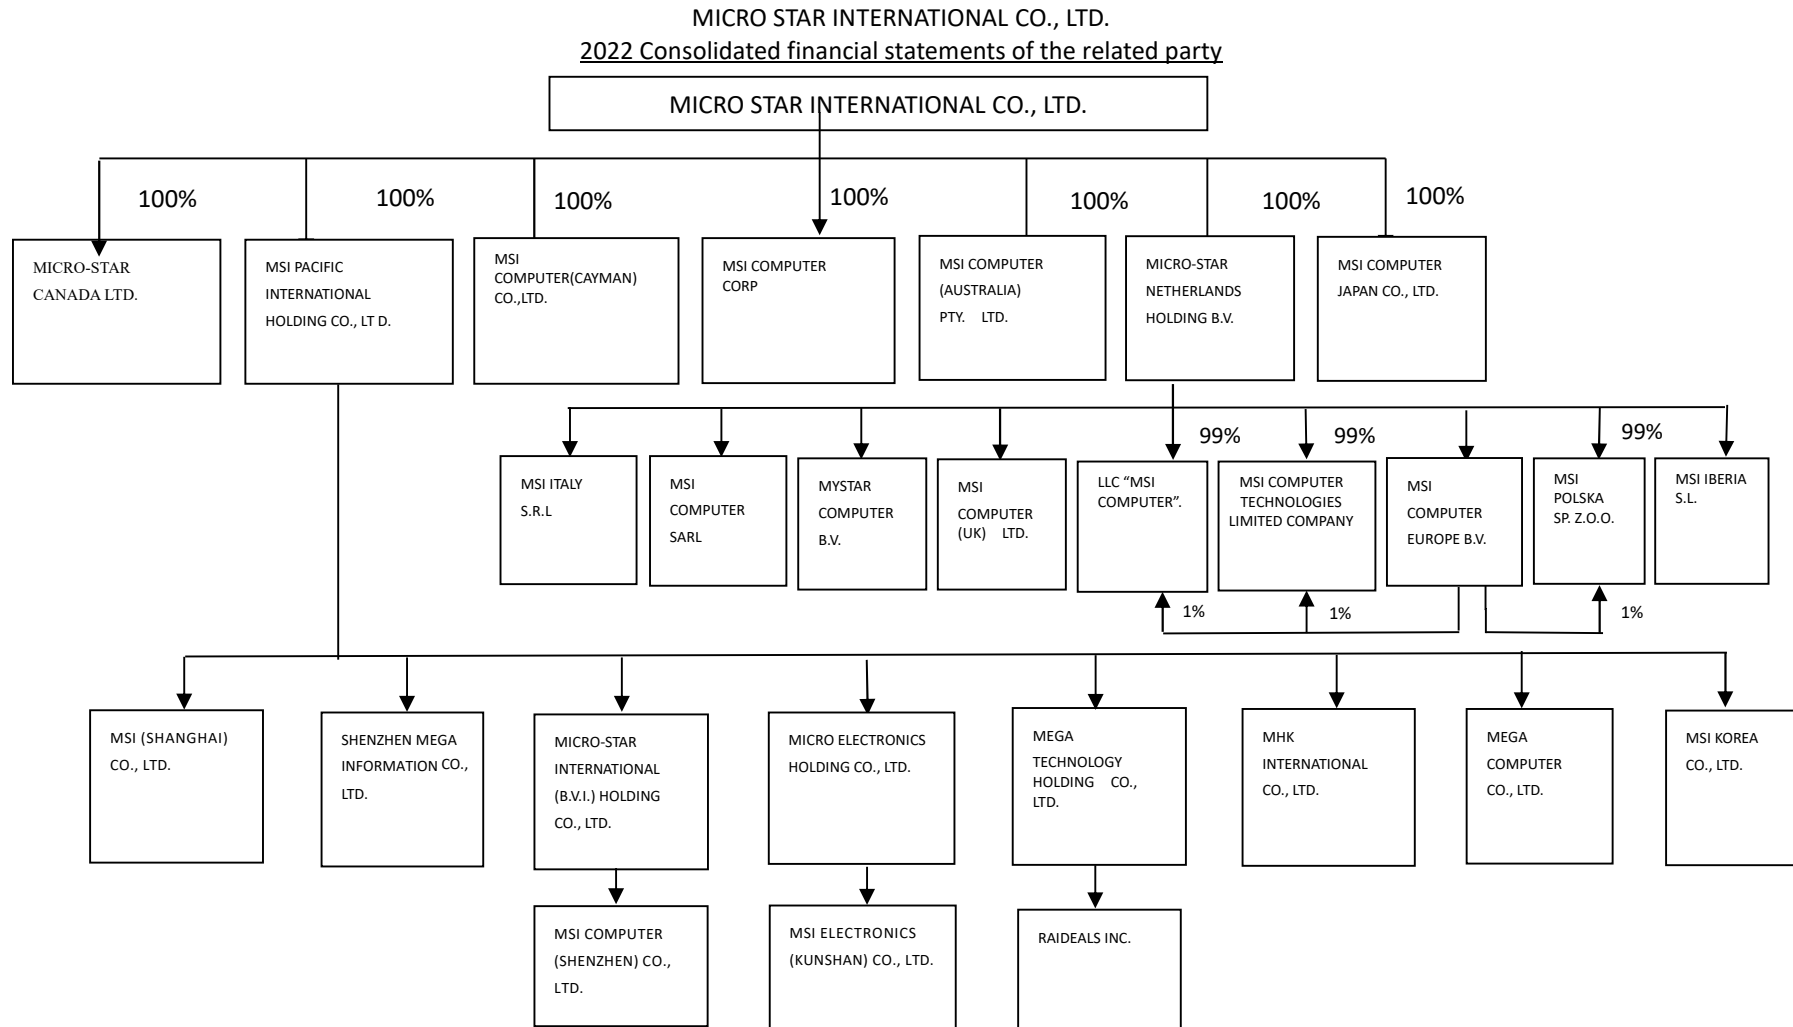 MICRO STAR INTERNATIONAL CO., LTD.
2022 Consolidated financial statements of the related party
MICRO STAR INTERNATIONAL CO., LTD.
100%
100%
100%
100%
100%
100%
100%
MICRO-STAR
CANADA LTD.
MSI PACIFIC
INTERNATIONAL
HOLDING CO., LT D.
MSI
COMPUTER(CAYMAN)
CO.,LTD.
MSI COMPUTER
CORP
MSI COMPUTER
(AUSTRALIA)
PTY. LTD.
MICRO-STAR
NETHERLANDS
HOLDING B.V.
MSI COMPUTER
JAPAN CO., LTD.
99%
99%
99%
MSI ITALY
S.R.L
MSI
COMPUTER
SARL
MYSTAR
COMPUTER
B.V.
MSI
COMPUTER
(UK) LTD.
LLC “MSI
COMPUTER”.
MSI COMPUTER
TECHNOLOGIES
LIMITED COMPANY
MSI
COMPUTER
EUROPE B.V.
MSI
POLSKA
SP. Z.O.O.
MSI IBERIA
S.L.
1%
1%
1%
MSI (SHANGHAI)
CO., LTD.
SHENZHEN MEGA
INFORMATION CO.,
LTD.
MICRO-STAR
INTERNATIONAL
(B.V.I.) HOLDING
CO., LTD.
MICRO ELECTRONICS
HOLDING CO., LTD.
MEGA
TECHNOLOGY
HOLDING CO.,
LTD.
MHK
INTERNATIONAL
CO., LTD.
MEGA
COMPUTER
CO., LTD.
MSI KOREA
CO., LTD.
MSI COMPUTER
(SHENZHEN) CO.,
LTD.
MSI ELECTRONICS
(KUNSHAN) CO., LTD.
RAIDEALS INC.